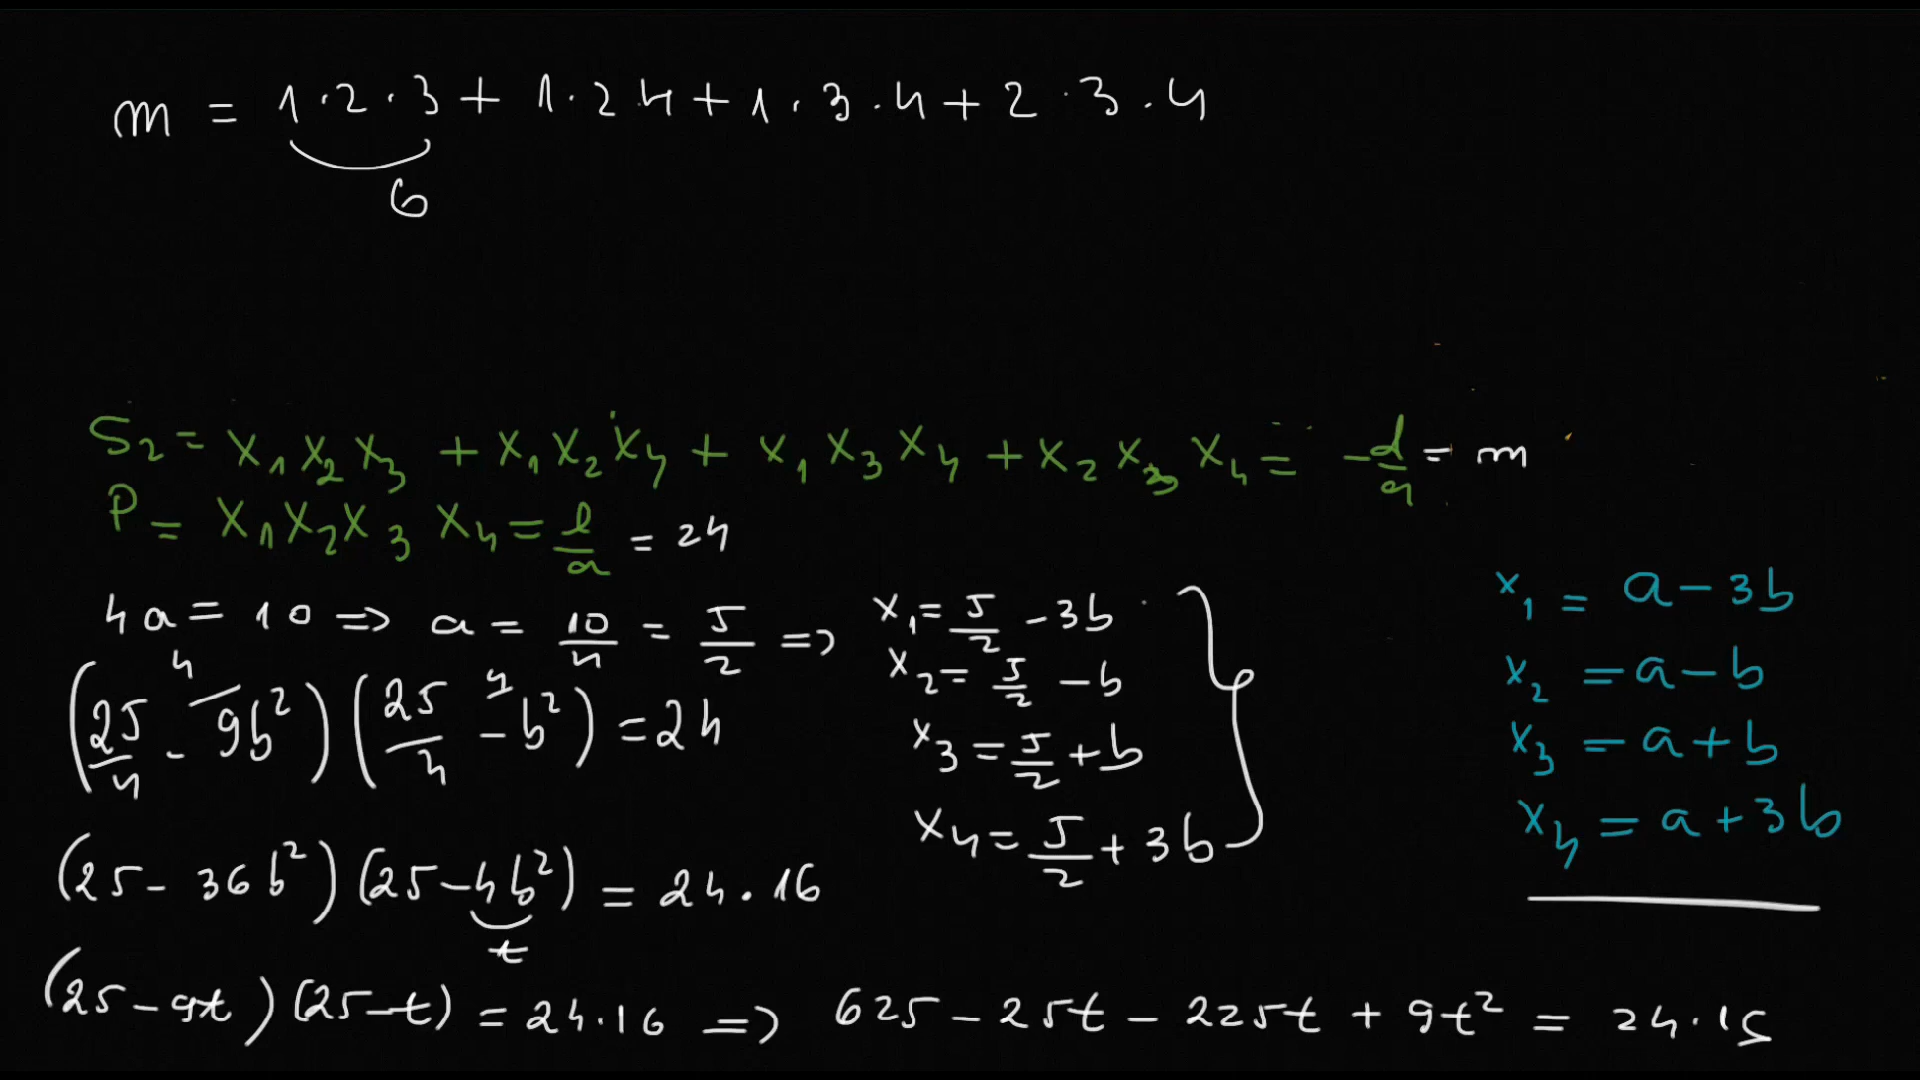 m = 1·2·3 + 1·2 4 + 1·3·4 + 2·3·4
6
S₂ = x₁x₂x₃ + x₁x₂x₄ + x₁x₃x₄ + x₂x₃x₄ = -d/a = m
P = x₁x₂x₃x₄ = e/a = 24
4a = 10 => a = 10/4 = 5/2 =>
x₁ = 5/2 - 3b
x₂ = 5/2 - b
x₃ = 5/2 + b
x₄ = 5/2 + 3b
x₁ = a - 3b
x₂ = a - b
x₃ = a + b
x₄ = a + 3b
4 4
(25/4 - 9b²)(25/4 - b²) = 24
(25 - 36b²)(25 - 4b²) = 24·16
t
(25 - 9t)(25 - t) = 24·16 => 625 - 25t - 225t + 9t² = 24·1